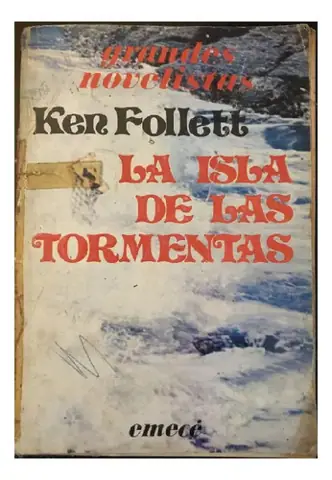 grandes
novelistas
Ken Follett
LA ISLA
DE LAS
TORMENTAS
emecé